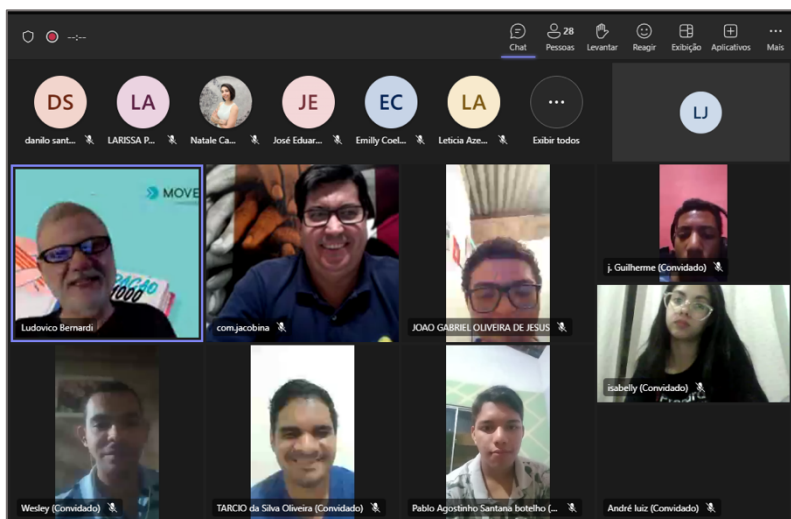 --:--
28
Chat Pessoas Levantar Reagir Exibição Aplicativos Mais
DS LA JE EC LA ... LJ
danilo sant... LARISSA P... Natale Ca... José Eduar... Emilly Coel... Leticia Aze... Exibir todos
MOVE
1000
Ludovico Bernardi
com.jacobina
JOAO GABRIEL OLIVEIRA DE JESUS
j. Guilherme (Convidado)
isabelly (Convidado)
Wesley (Convidado)
TARCIO da Silva Oliveira (Convidado)
Pablo Agostinho Santana botelho (...
André luiz (Convidado)